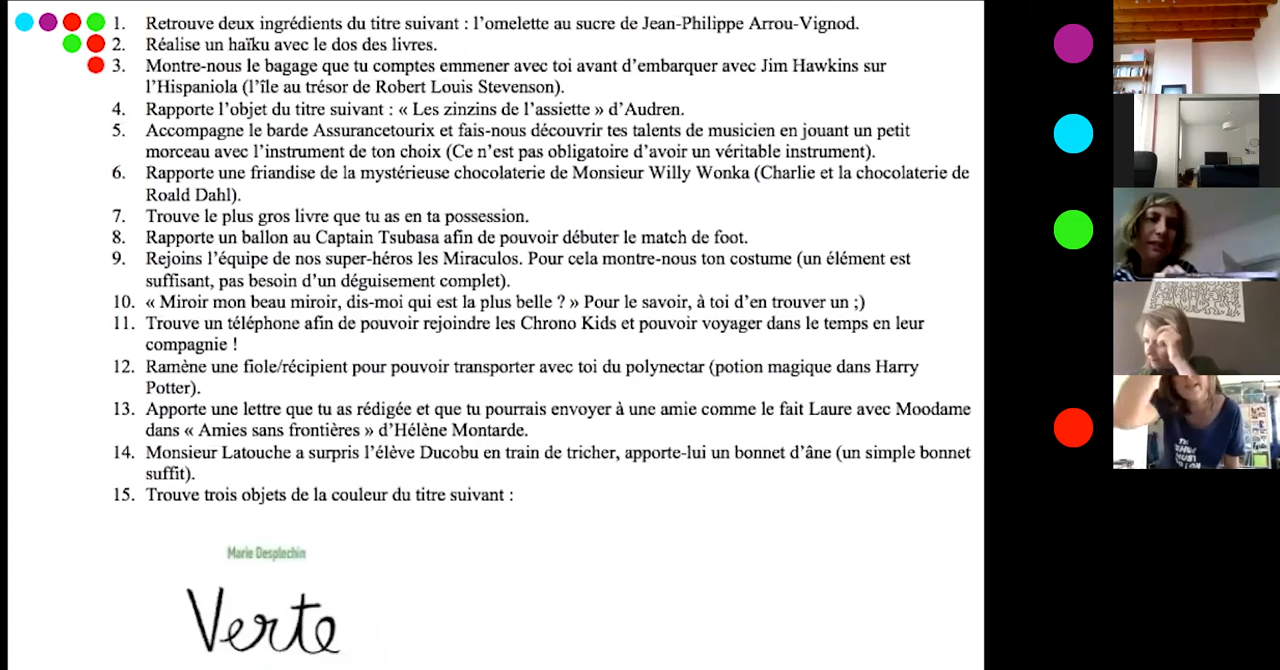 1. Retrouve deux ingrédients du titre suivant : l’omelette au sucre de Jean-Philippe Arrou-Vignod.
2. Réalise un haïku avec le dos des livres.
3. Montre-nous le bagage que tu comptes emmener avec toi avant d’embarquer avec Jim Hawkins sur
l’Hispaniola (l’île au trésor de Robert Louis Stevenson).
4. Rapporte l’objet du titre suivant : « Les zinzins de l’assiette » d’Audren.
5. Accompagne le barde Assurancetourix et fais-nous découvrir tes talents de musicien en jouant un petit
morceau avec l’instrument de ton choix (Ce n’est pas obligatoire d’avoir un véritable instrument).
6. Rapporte une friandise de la mystérieuse chocolaterie de Monsieur Willy Wonka (Charlie et la chocolaterie de
Roald Dahl).
7. Trouve le plus gros livre que tu as en ta possession.
8. Rapporte un ballon au Captain Tsubasa afin de pouvoir débuter le match de foot.
9. Rejoins l’équipe de nos super-héros les Miraculos. Pour cela montre-nous ton costume (un élément est
suffisant, pas besoin d’un déguisement complet).
10. « Miroir mon beau miroir, dis-moi qui est la plus belle ? » Pour le savoir, à toi d’en trouver un ;)
11. Trouve un téléphone afin de pouvoir rejoindre les Chrono Kids et pouvoir voyager dans le temps en leur
compagnie !
12. Ramène une fiole/récipient pour pouvoir transporter avec toi du polynectar (potion magique dans Harry
Potter).
13. Apporte une lettre que tu as rédigée et que tu pourrais envoyer à une amie comme le fait Laure avec Moodame
dans « Amies sans frontières » d’Hélène Montarde.
14. Monsieur Latouche a surpris l’élève Ducobu en train de tricher, apporte-lui un bonnet d’âne (un simple bonnet
suffit).
15. Trouve trois objets de la couleur du titre suivant :
Marie Desplechin
Verte